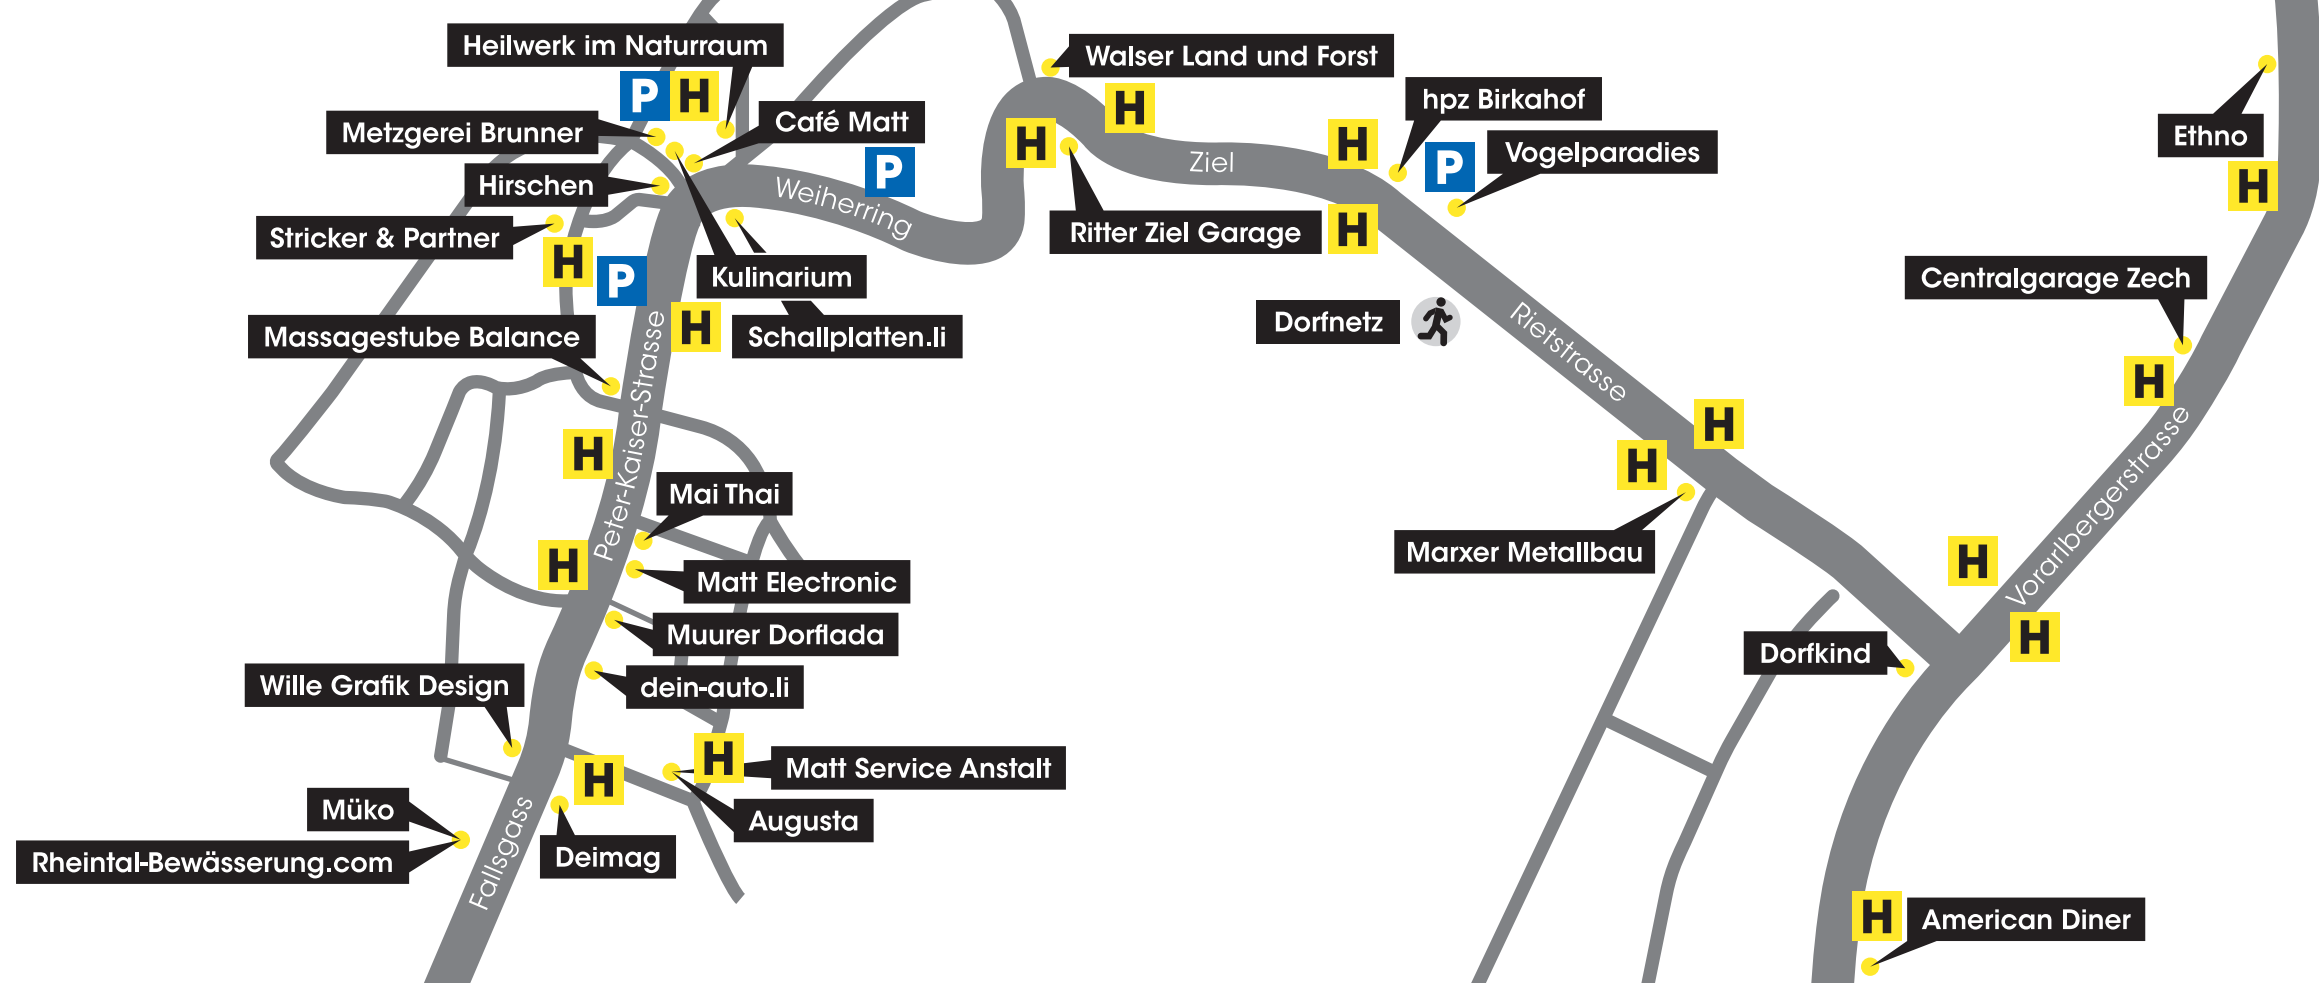 Heilwerk im Naturraum
P
H
Metzgerei Brunner
Café Matt
Hirschen
Stricker & Partner
H
P
Weiherring
P
Kulinarium
Schallplatten.li
H
Massagestube Balance
Peter-Kaiser-Strasse
H
Mai Thai
H
Matt Electronic
Muurer Dorflada
dein-auto.li
Wille Grafik Design
H
H
Matt Service Anstalt
Augusta
Müko
Rheintal-Bewässerung.com
Deimag
Fallsgass
Walser Land und Forst
H
H
Ziel
Ritter Ziel Garage
H
H
hpz Birkahof
P
Vogelparadies
Dorfnetz
Rietstrasse
H
H
Marxer Metallbau
Dorfkind
H
H
Vorarlbergerstrasse
Ethno
H
Centralgarage Zech
H
H
American Diner